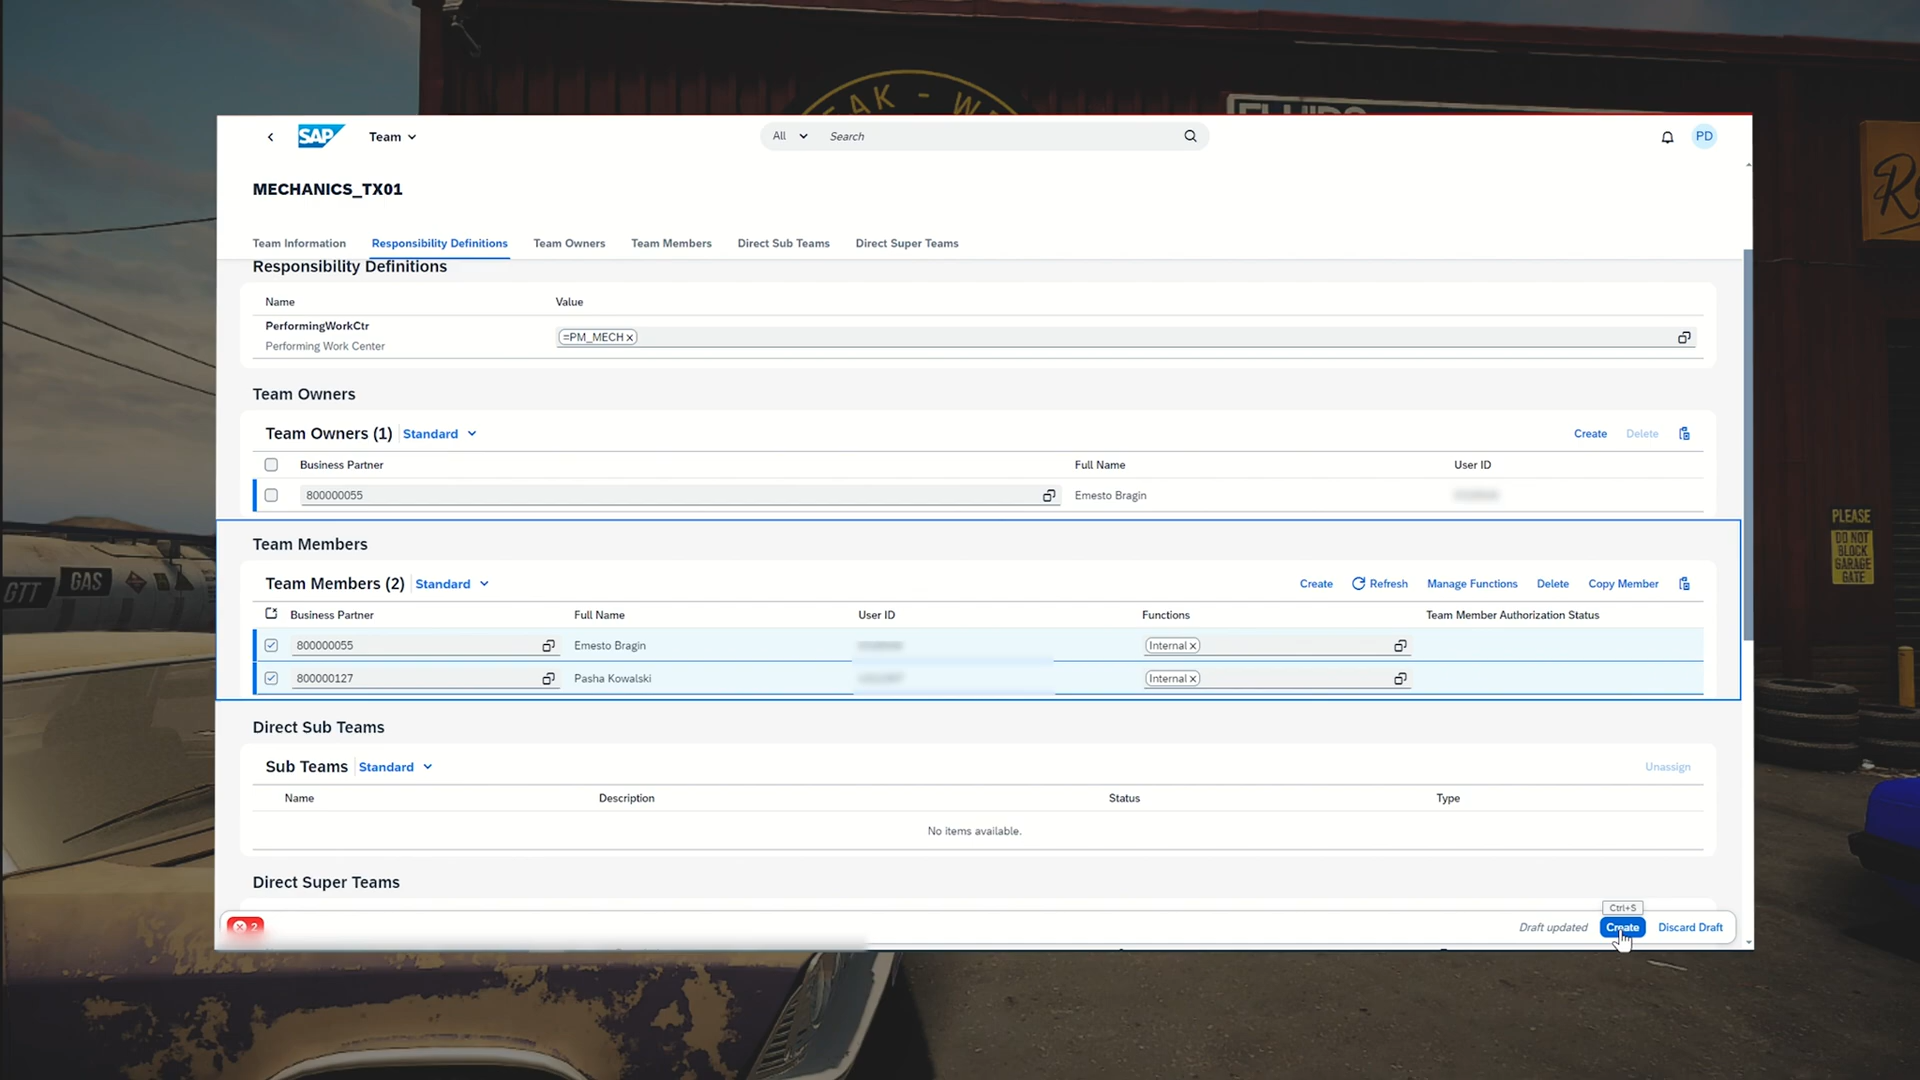 EAK - W
FLUIDS
SAP
Team
All
Search
PD
MECHANICS_TX01
Team Information
Responsibility Definitions
Team Owners
Team Members
Direct Sub Teams
Direct Super Teams
Responsibility Definitions
Name
Value
PerformingWorkCtr
Performing Work Center
=PM_MECH
Team Owners
Team Owners (1)
Standard
Create
Delete
Business Partner
Full Name
User ID
800000055
Emesto Bragin
Team Members
Team Members (2)
Standard
Create
Refresh
Manage Functions
Delete
Copy Member
Business Partner
Full Name
User ID
Functions
Team Member Authorization Status
800000055
Emesto Bragin
Internal
800000127
Pasha Kowalski
Internal
Direct Sub Teams
Sub Teams
Standard
Unassign
Name
Description
Status
Type
No items available.
Direct Super Teams
2
Draft updated
Ctrl+S
Create
Discard Draft
GTT
GAS
PLEASE
DO NOT
BLOCK
GARAGE
GATE